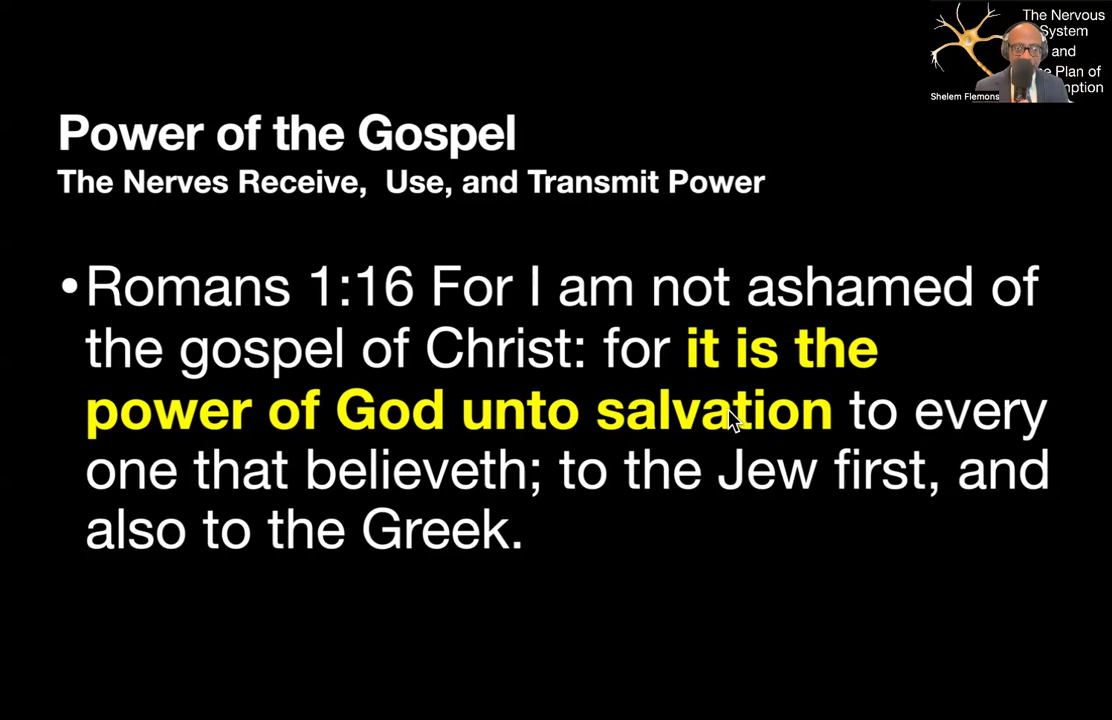 The Nervous
System
and
e Plan of
mption
Shelem Flemons
Power of the Gospel
The Nerves Receive, Use, and Transmit Power
•Romans 1:16 For I am not ashamed of
the gospel of Christ: for it is the
power of God unto salvation to every
one that believeth; to the Jew first, and
also to the Greek.